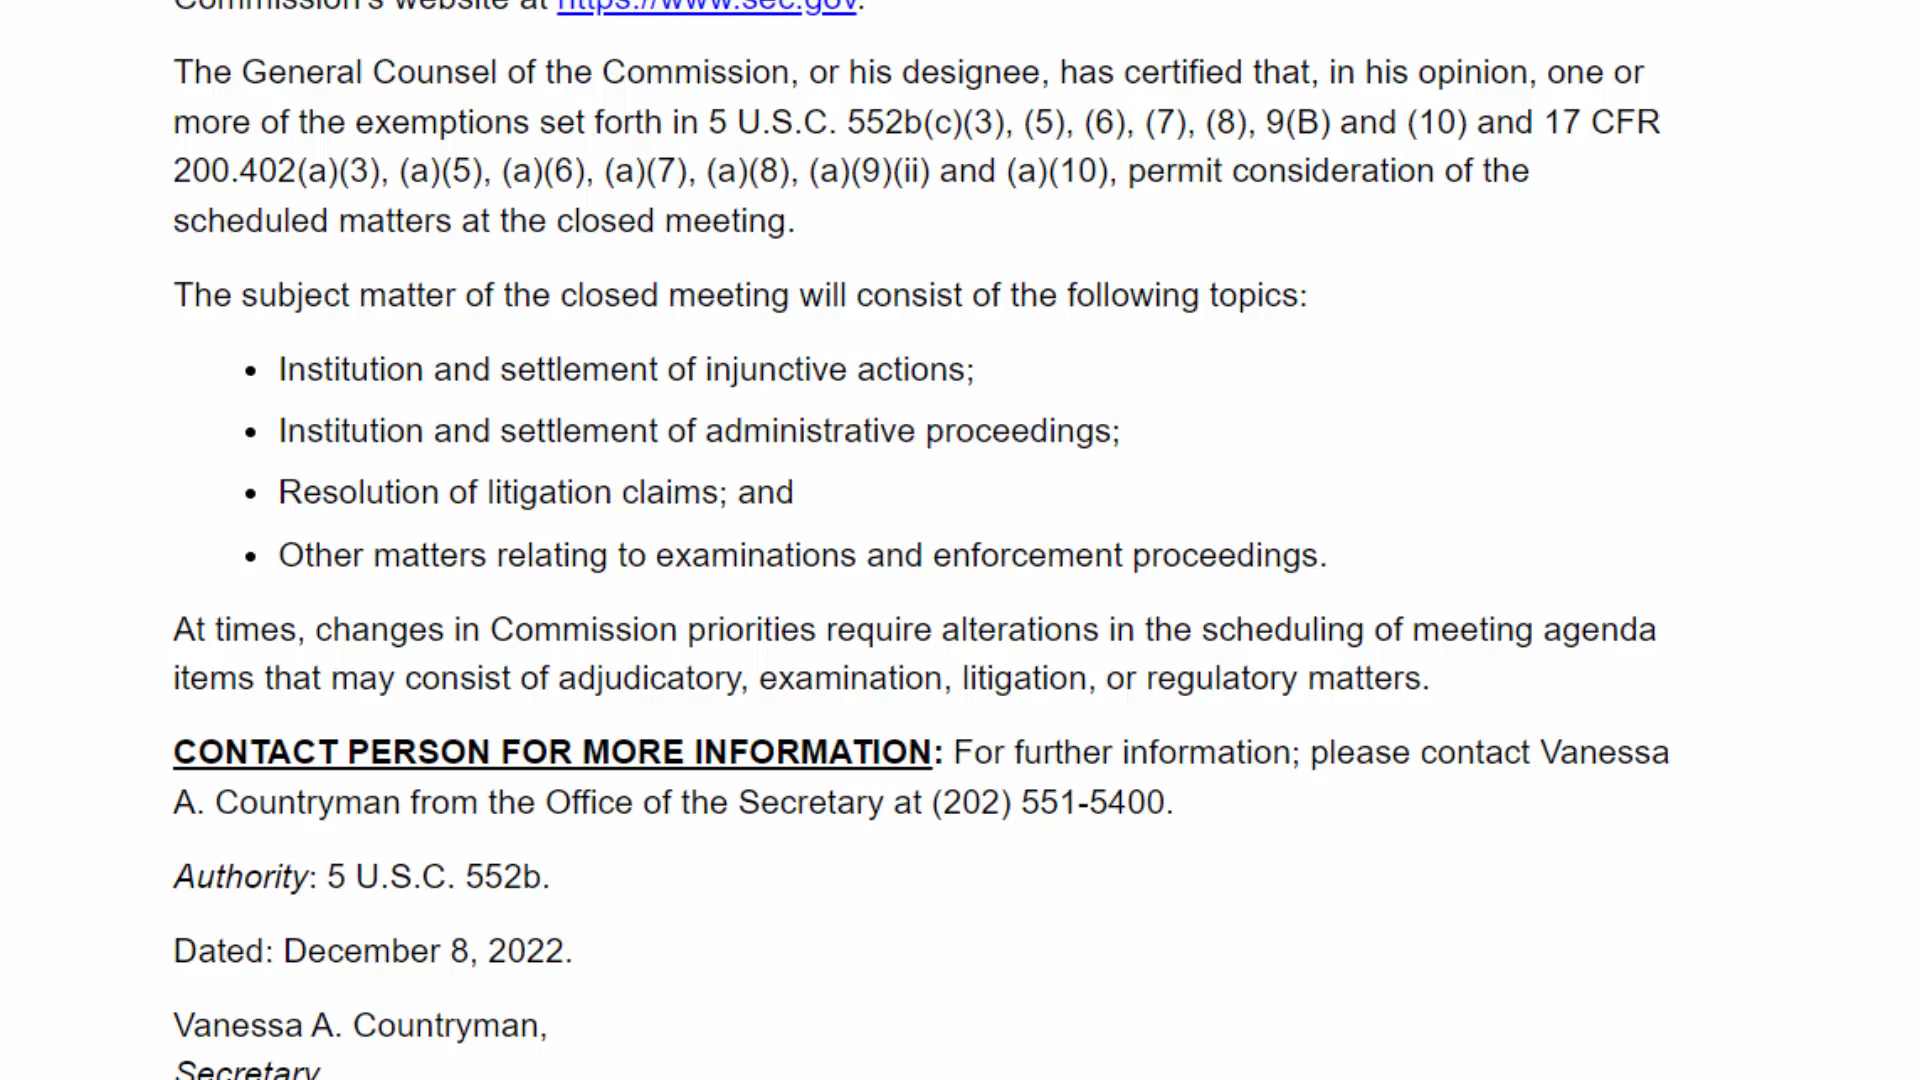 Commission's website at https://www.sec.gov.
The General Counsel of the Commission, or his designee, has certified that, in his opinion, one or
more of the exemptions set forth in 5 U.S.C. 552b(c)(3), (5), (6), (7), (8), 9(B) and (10) and 17 CFR
200.402(a)(3), (a)(5), (a)(6), (a)(7), (a)(8), (a)(9)(ii) and (a)(10), permit consideration of the
scheduled matters at the closed meeting.
The subject matter of the closed meeting will consist of the following topics:
• Institution and settlement of injunctive actions;
• Institution and settlement of administrative proceedings;
• Resolution of litigation claims; and
• Other matters relating to examinations and enforcement proceedings.
At times, changes in Commission priorities require alterations in the scheduling of meeting agenda
items that may consist of adjudicatory, examination, litigation, or regulatory matters.
CONTACT PERSON FOR MORE INFORMATION: For further information; please contact Vanessa
A. Countryman from the Office of the Secretary at (202) 551-5400.
Authority: 5 U.S.C. 552b.
Dated: December 8, 2022.
Vanessa A. Countryman,
Secretary